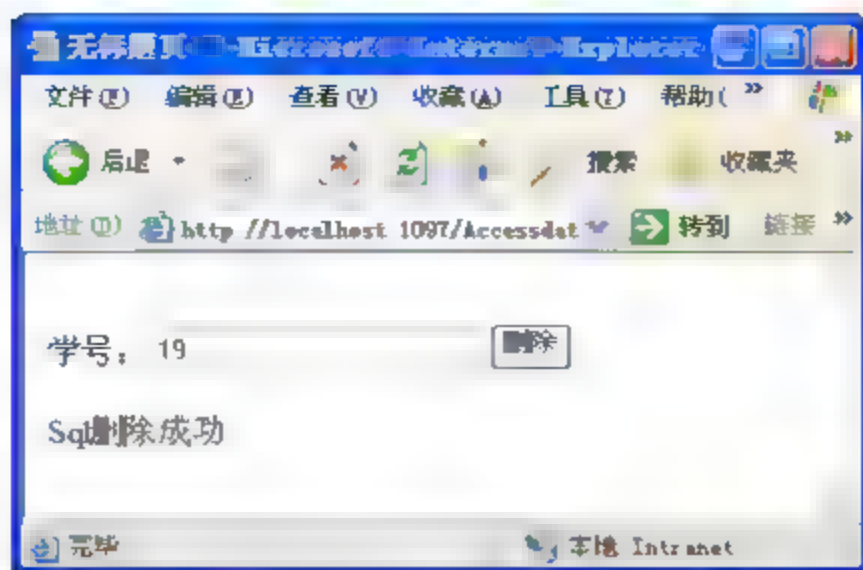 无标题页 - Microsoft Internet Explorer
文件(F) 编辑(E) 查看(V) 收藏(A) 工具(T) 帮助( »
后退 搜索 收藏夹 »
地址(D) http //localhost 1097/Accessdat 转到 链接 »
学号: 19 删除
Sql删除成功
完毕 本地 Intranet